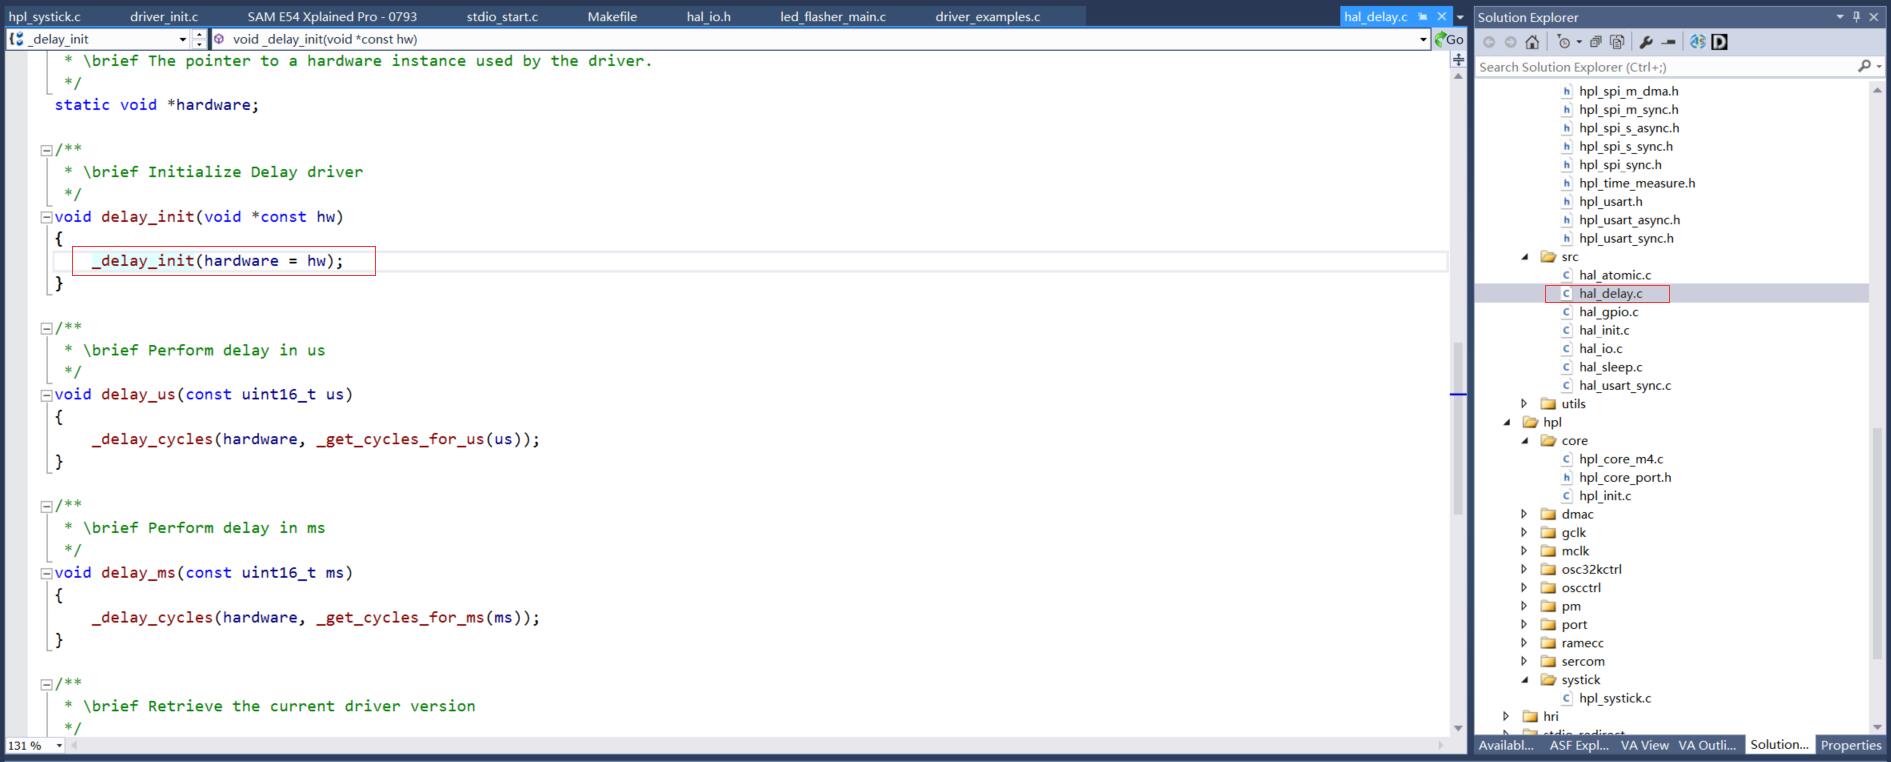 hpl_systick.c driver_init.c SAM E54 Xplained Pro - 0793 stdio_start.c Makefile hal_io.h led_flasher_main.c driver_examples.c hal_delay.c
_delay_init void _delay_init(void *const hw) Go
* \brief The pointer to a hardware instance used by the driver.
*/
static void *hardware;
/**
* \brief Initialize Delay driver
*/
void delay_init(void *const hw)
{
_delay_init(hardware = hw);
}
/**
* \brief Perform delay in us
*/
void delay_us(const uint16_t us)
{
_delay_cycles(hardware, _get_cycles_for_us(us));
}
/**
* \brief Perform delay in ms
*/
void delay_ms(const uint16_t ms)
{
_delay_cycles(hardware, _get_cycles_for_ms(ms));
}
/**
* \brief Retrieve the current driver version
*/
131 %
Solution Explorer
Search Solution Explorer (Ctrl+;)
hpl_spi_m_dma.h
hpl_spi_m_sync.h
hpl_spi_s_async.h
hpl_spi_s_sync.h
hpl_spi_sync.h
hpl_time_measure.h
hpl_usart.h
hpl_usart_async.h
hpl_usart_sync.h
src
hal_atomic.c
hal_delay.c
hal_gpio.c
hal_init.c
hal_io.c
hal_sleep.c
hal_usart_sync.c
utils
hpl
core
hpl_core_m4.c
hpl_core_port.h
hpl_init.c
dmac
gclk
mclk
osc32kctrl
oscctrl
pm
port
ramecc
sercom
systick
hpl_systick.c
hri
stdio_redirect
Availabl... ASF Expl... VA View VA Outli... Solution... Properties